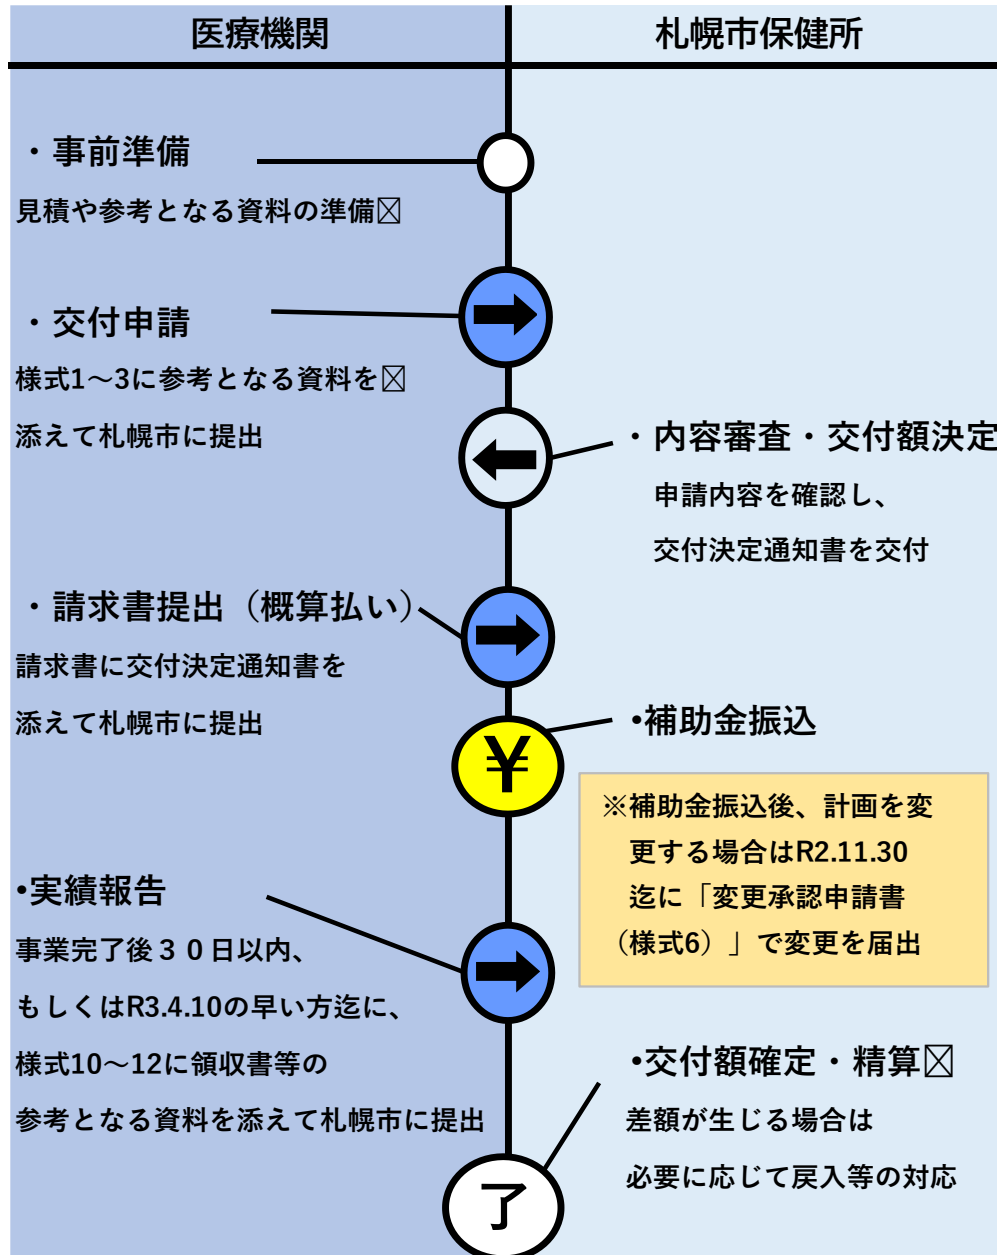 医療機関
札幌市保健所
・事前準備
見積や参考となる資料の準備
・交付申請
様式1～3に参考となる資料を
添えて札幌市に提出
・内容審査・交付額決定
申請内容を確認し、
交付決定通知書を交付
・請求書提出（概算払い）
請求書に交付決定通知書を
添えて札幌市に提出
¥
•補助金振込
※補助金振込後、計画を変
更する場合はR2.11.30
迄に「変更承認申請書
（様式6）」で変更を届出
•実績報告
事業完了後３０日以内、
もしくはR3.4.10の早い方迄に、
様式10～12に領収書等の
参考となる資料を添えて札幌市に提出
•交付額確定・精算
差額が生じる場合は
必要に応じて戻入等の対応
了